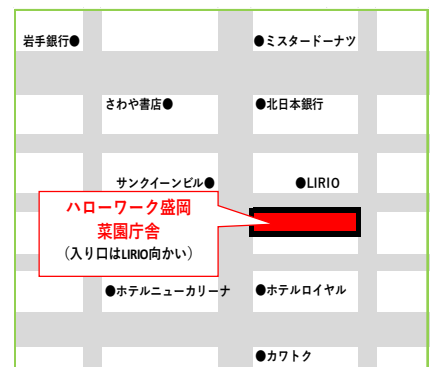 岩手銀行●
●ミスタードーナツ
さわや書店●
●北日本銀行
サンクイーンビル●
●LIRIO
ハローワーク盛岡
菜園庁舎
（入り口はLIRIO向かい）
●ホテルニューカリーナ
●ホテルロイヤル
●カワトク